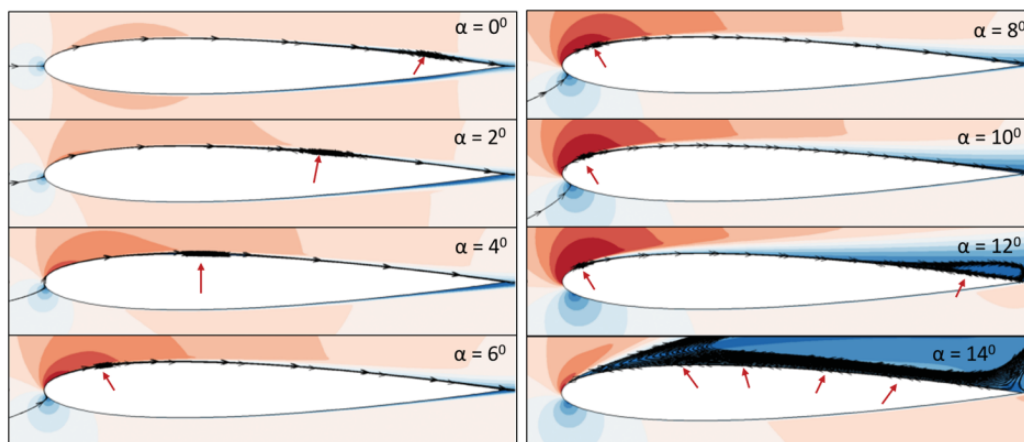 α = 0⁰
α = 2⁰
α = 4⁰
α = 6⁰
α = 8⁰
α = 10⁰
α = 12⁰
α = 14⁰